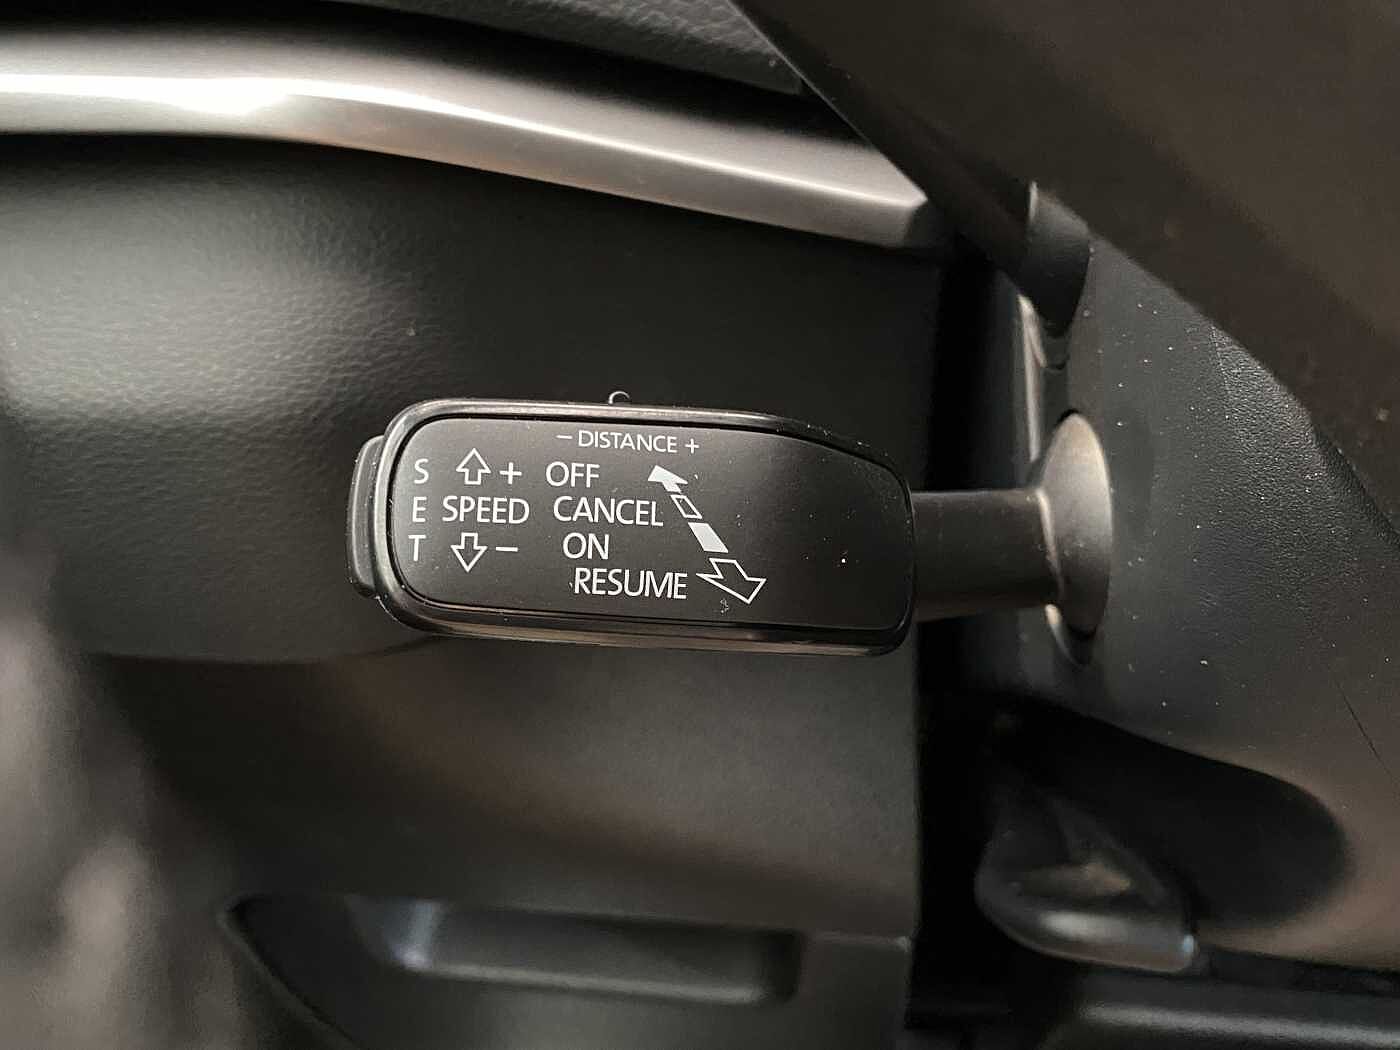 − DISTANCE +
S + OFF
E SPEED CANCEL
T − ON
RESUME